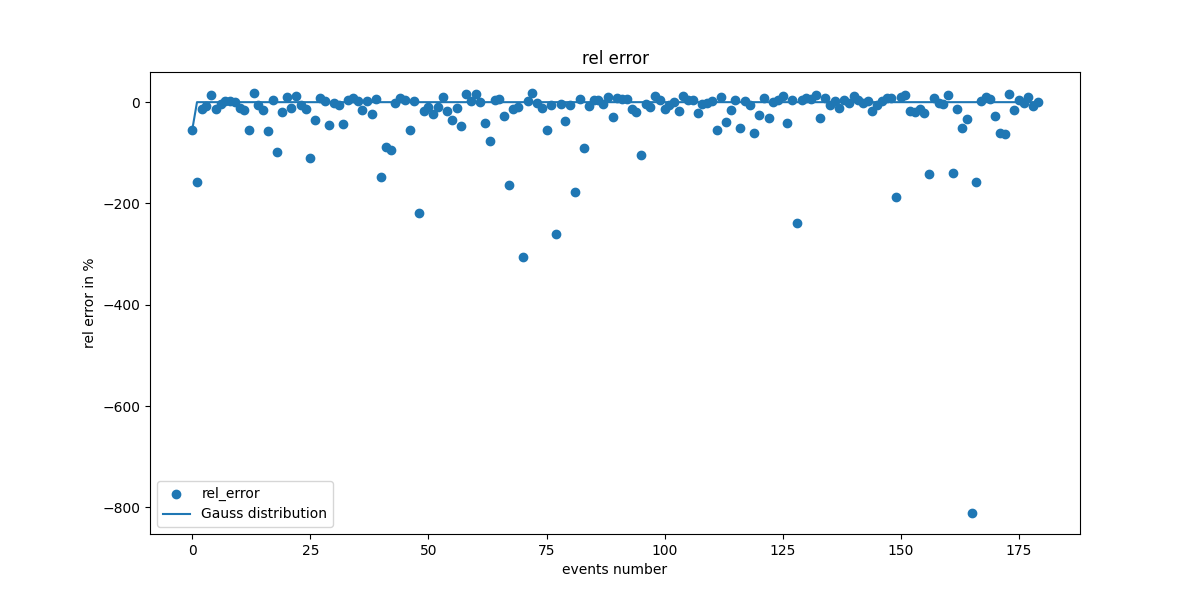 rel error
0
−200
−400
−600
−800
rel error in %
rel_error
Gauss distribution
0
25
50
75
100
125
150
175
events number